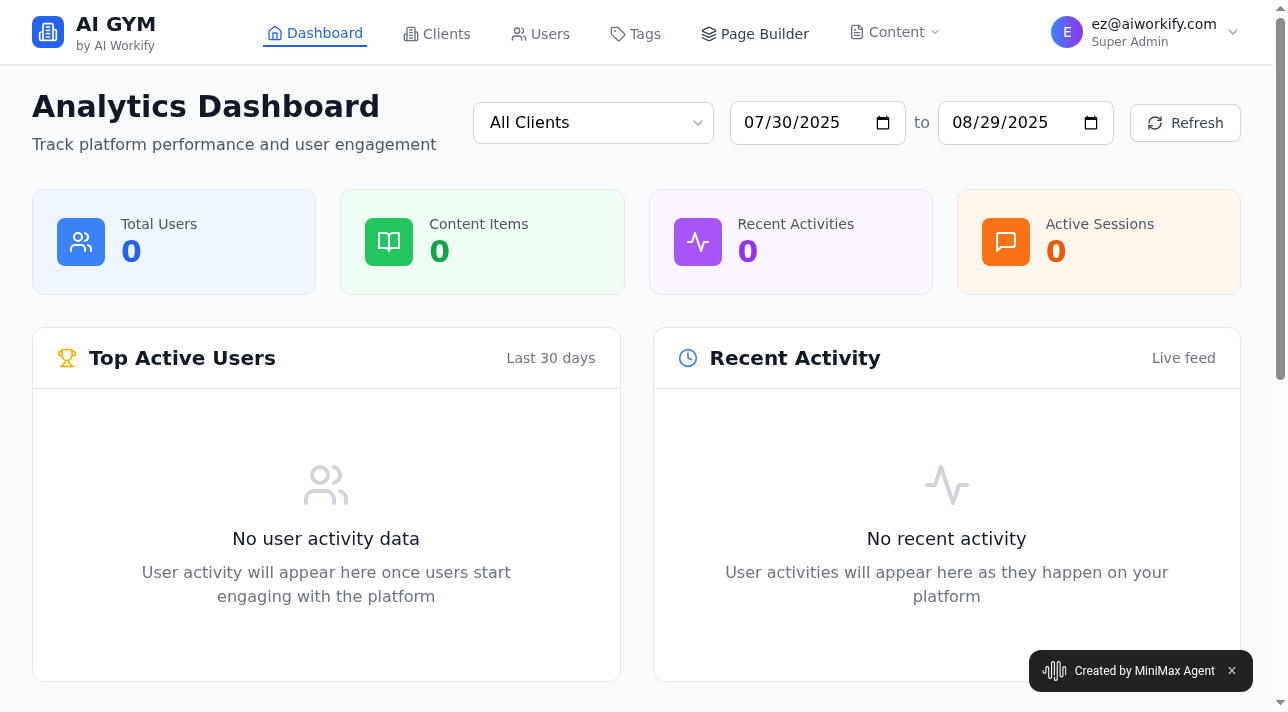 AI GYM
by AI Workify
Dashboard
Clients
Users
Tags
Page Builder
Content
E
ez@aiworkify.com
Super Admin
Analytics Dashboard
Track platform performance and user engagement
All Clients
07/30/2025
to
08/29/2025
Refresh
Total Users
0
Content Items
0
Recent Activities
0
Active Sessions
0
Top Active Users
Last 30 days
No user activity data
User activity will appear here once users start
engaging with the platform
Recent Activity
Live feed
No recent activity
User activities will appear here as they happen on your
platform
Created by MiniMax Agent
×